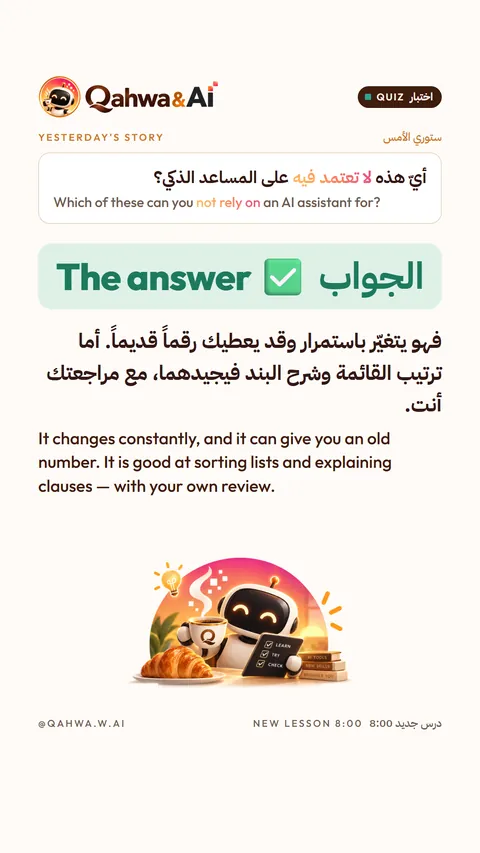 Qahwa&Ai
QUIZ اختبار
YESTERDAY'S STORY
ستوري الأمس
أيّ هذه لا تعتمد فيه على المساعد الذكي؟
Which of these can you not rely on an AI assistant for?
The answer ✅ الجواب
فهو يتغيّر باستمرار وقد يعطيك رقماً قديماً. أما
ترتيب القائمة وشرح البند فيجيدهما، مع مراجعتك
أنت.
It changes constantly, and it can give you an old
number. It is good at sorting lists and explaining
clauses — with your own review.
Q
LEARN
TRY
CHECK
@QAHWA.W.AI
NEW LESSON 8:00 درس جديد 8:00